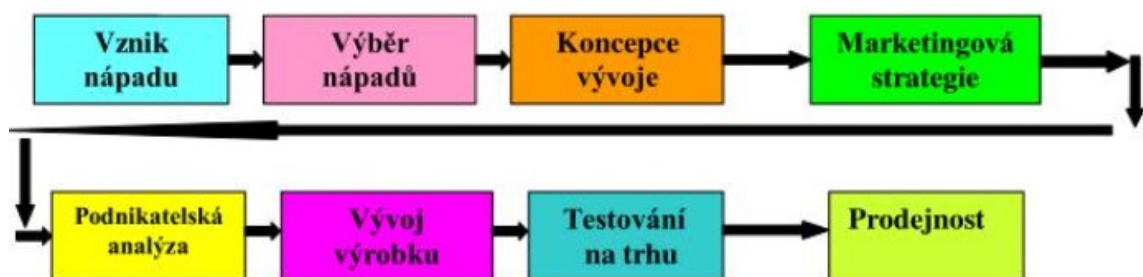 Vznik
nápadu
Výběr
nápadů
Koncepce
vývoje
Marketingová
strategie
Podnikatelská
analýza
Vývoj
výrobku
Testování
na trhu
Prodejnost